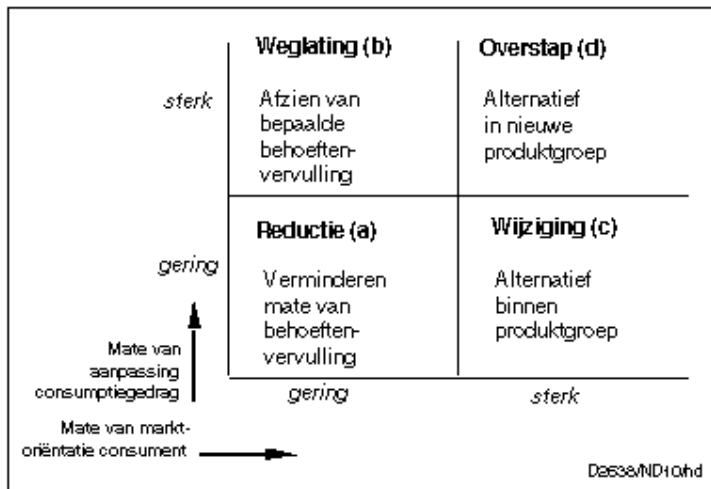 Weglating (b)
Overstap (d)
sterk
Afzien van
bepaalde
behoeften-
vervulling
Alternatief
in nieuwe
produktgroep
Reductie (a)
Wijziging (c)
gering
Verminderen
mate van
behoeften-
vervulling
Alternatief
binnen
produktgroep
Mate van
aanpassing
consumptiegedrag
gering
sterk
Mate van markt-
oriëntatie consument
D2638/ND10/hd